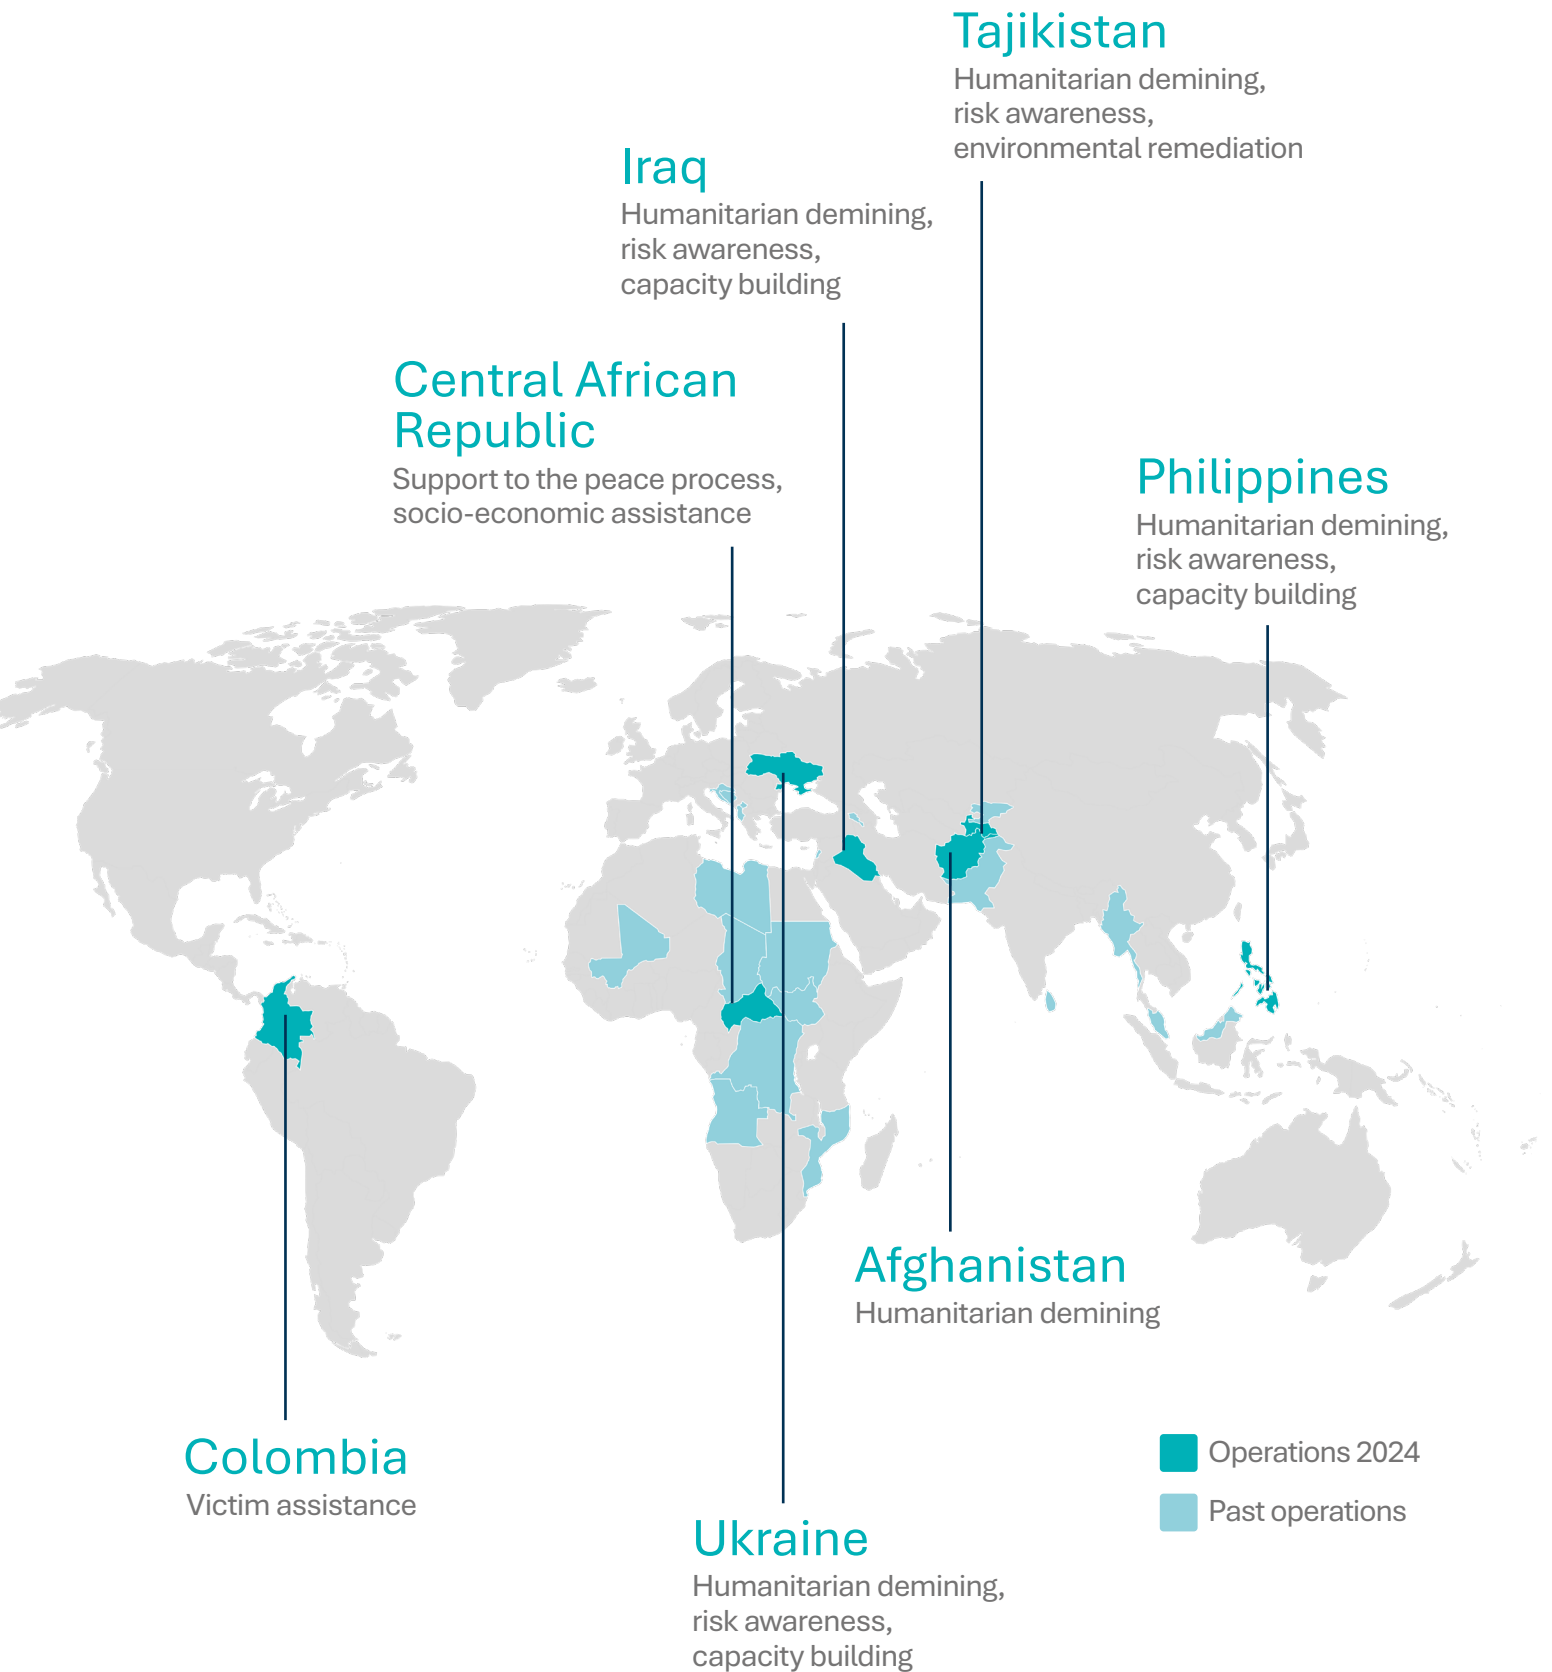 Tajikistan
Humanitarian demining,
risk awareness,
environmental remediation
Iraq
Humanitarian demining,
risk awareness,
capacity building
Central African
Republic
Support to the peace process,
socio-economic assistance
Philippines
Humanitarian demining,
risk awareness,
capacity building
Afghanistan
Humanitarian demining
Colombia
Victim assistance
Ukraine
Humanitarian demining,
risk awareness,
capacity building
Operations 2024
Past operations